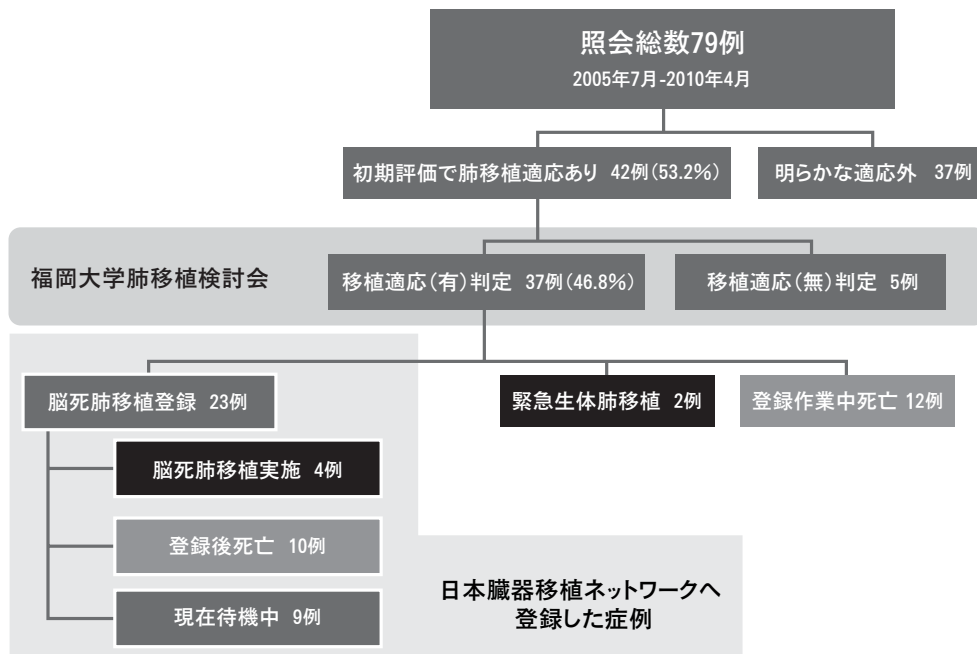 照会総数79例
2005年7月-2010年4月
初期評価で肺移植適応あり 42例(53.2%)
明らかな適応外 37例
福岡大学肺移植検討会
移植適応(有)判定 37例(46.8%)
移植適応(無)判定 5例
脳死肺移植登録 23例
緊急生体肺移植 2例
登録作業中死亡 12例
脳死肺移植実施 4例
登録後死亡 10例
現在待機中 9例
日本臓器移植ネットワークへ
登録した症例